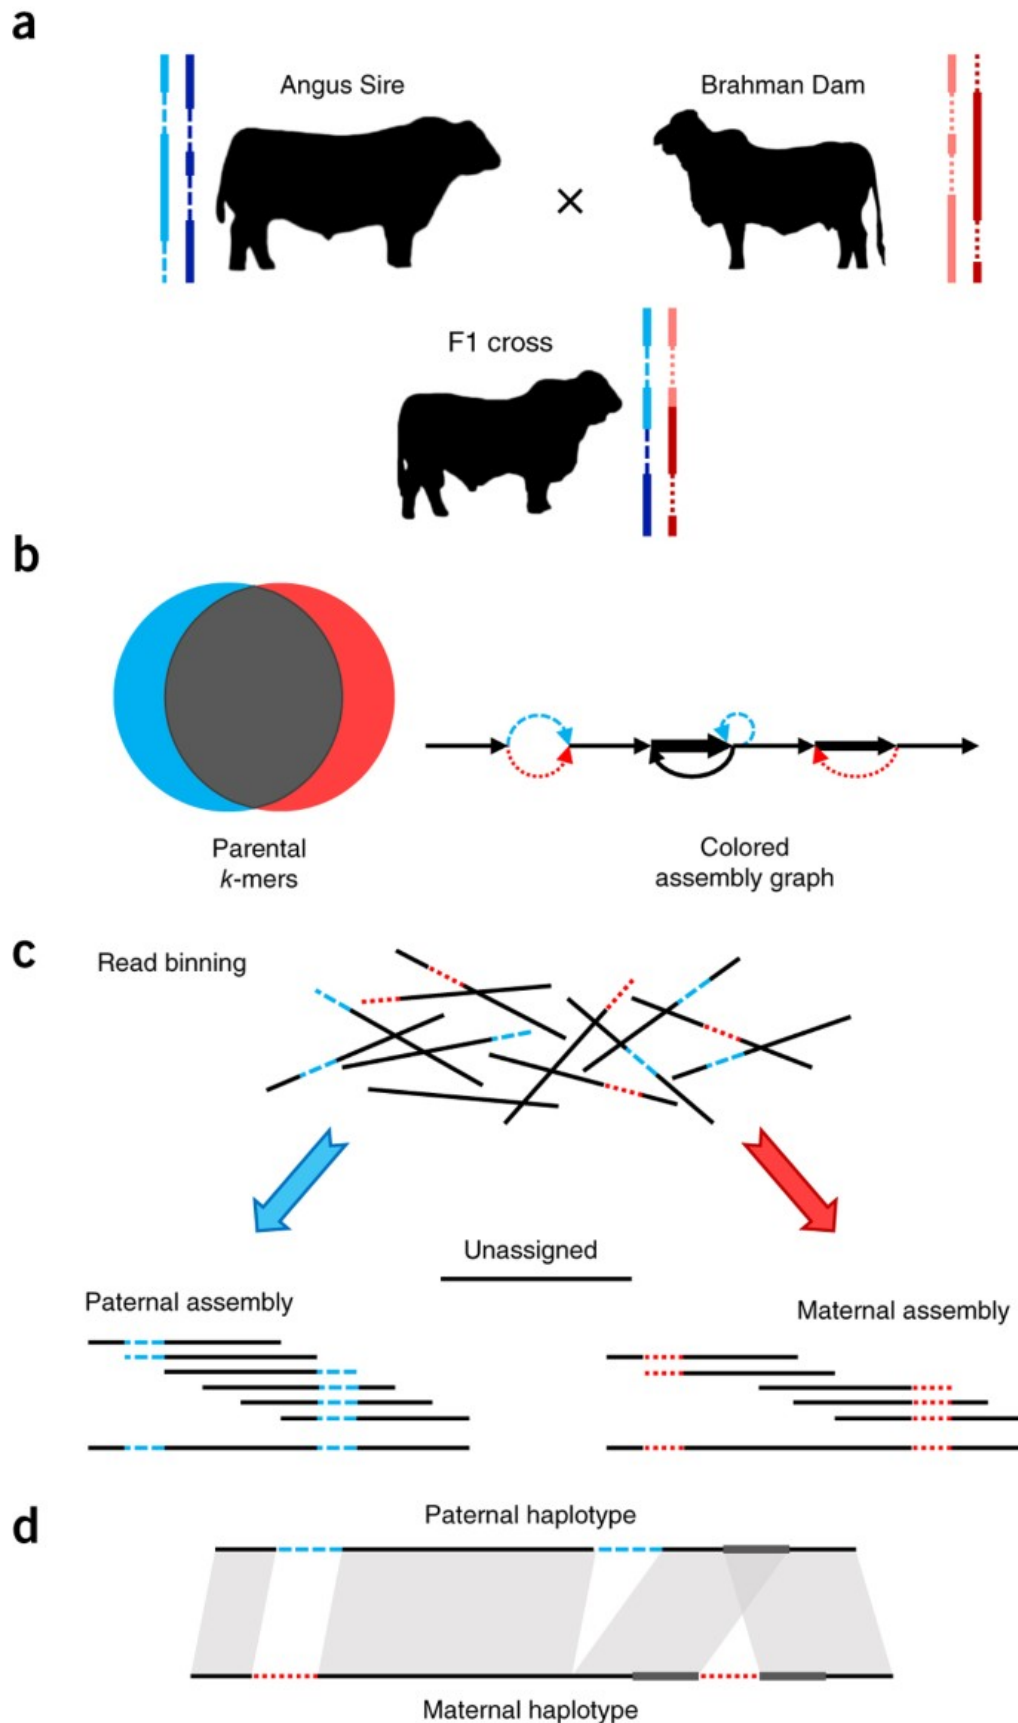 a
Angus Sire
Brahman Dam
×
F1 cross
b
Parental
k-mers
Colored
assembly graph
c
Read binning
Unassigned
Paternal assembly
Maternal assembly
d
Paternal haplotype
Maternal haplotype